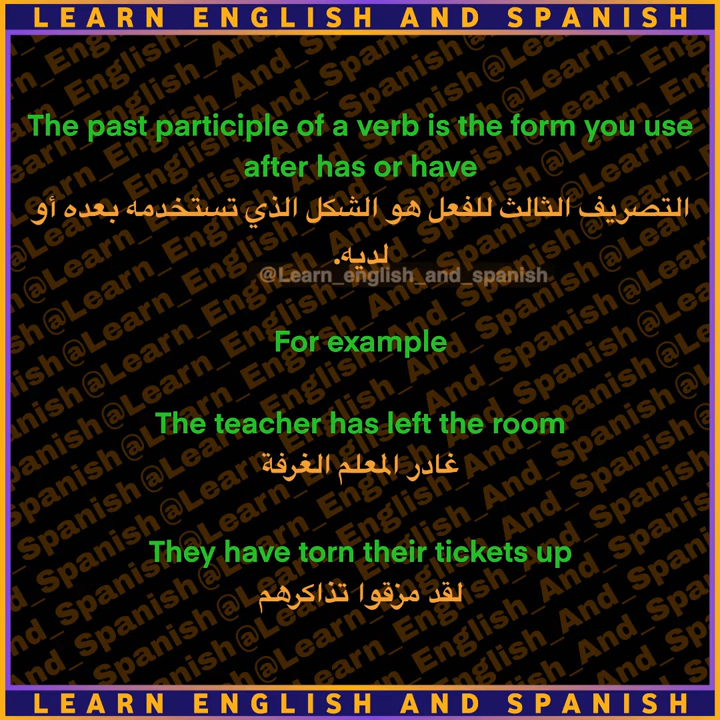 LEARN ENGLISH AND SPANISH
The past participle of a verb is the form you use
after has or have
التصريف الثالث للفعل هو الشكل الذي تستخدمه بعده أو
لديه.
@Learn_english_and_spanish
For example
The teacher has left the room
غادر المعلم الغرفة
They have torn their tickets up
لقد مزقوا تذاكرهم
LEARN ENGLISH AND SPANISH